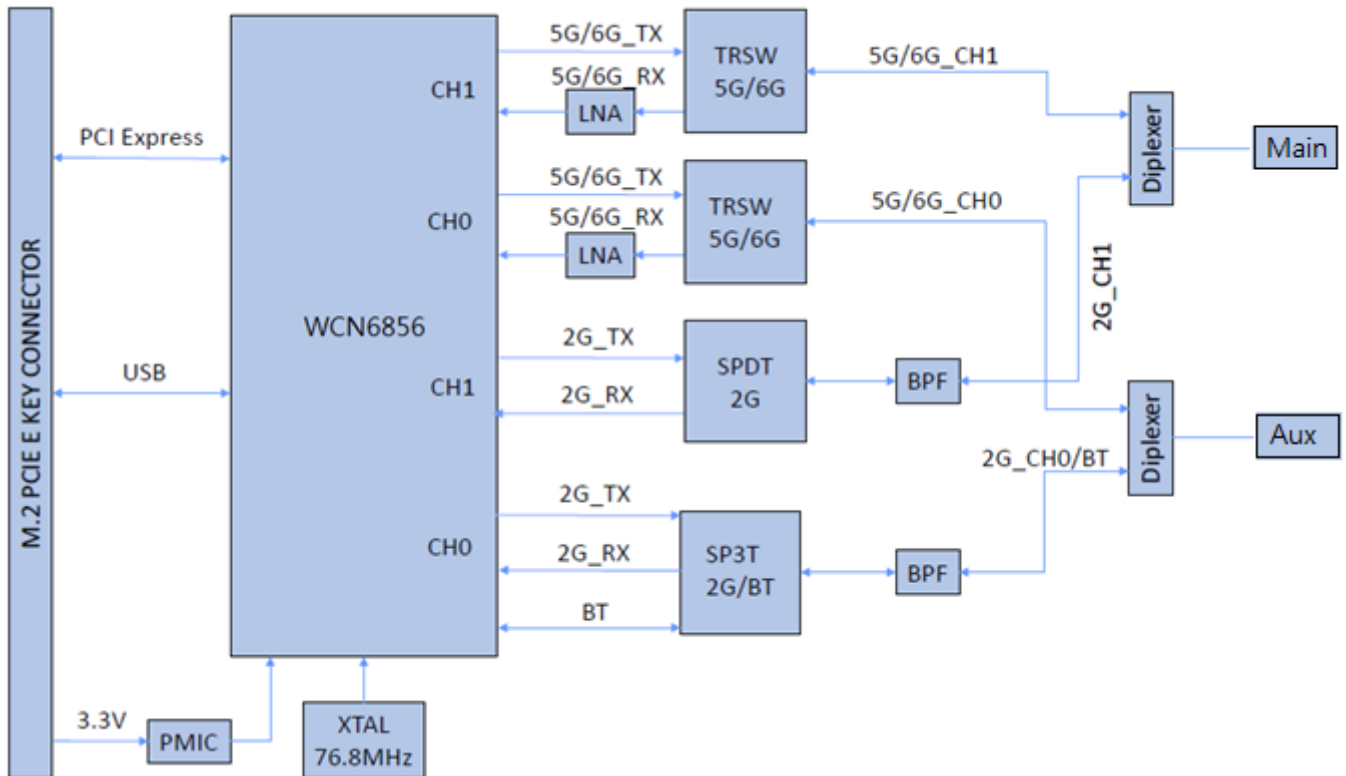 M.2 PCIE E KEY CONNECTOR
PCI Express
USB
3.3V
PMIC
XTAL
76.8MHz
WCN6856
CH1
CH0
CH1
CH0
5G/6G_TX
5G/6G_RX
LNA
TRSW
5G/6G
5G/6G_CH1
5G/6G_TX
5G/6G_RX
LNA
TRSW
5G/6G
5G/6G_CH0
2G_TX
2G_RX
SPDT
2G
BPF
2G_CH1
2G_TX
2G_RX
BT
SP3T
2G/BT
BPF
2G_CH0/BT
Diplexer
Main
Diplexer
Aux